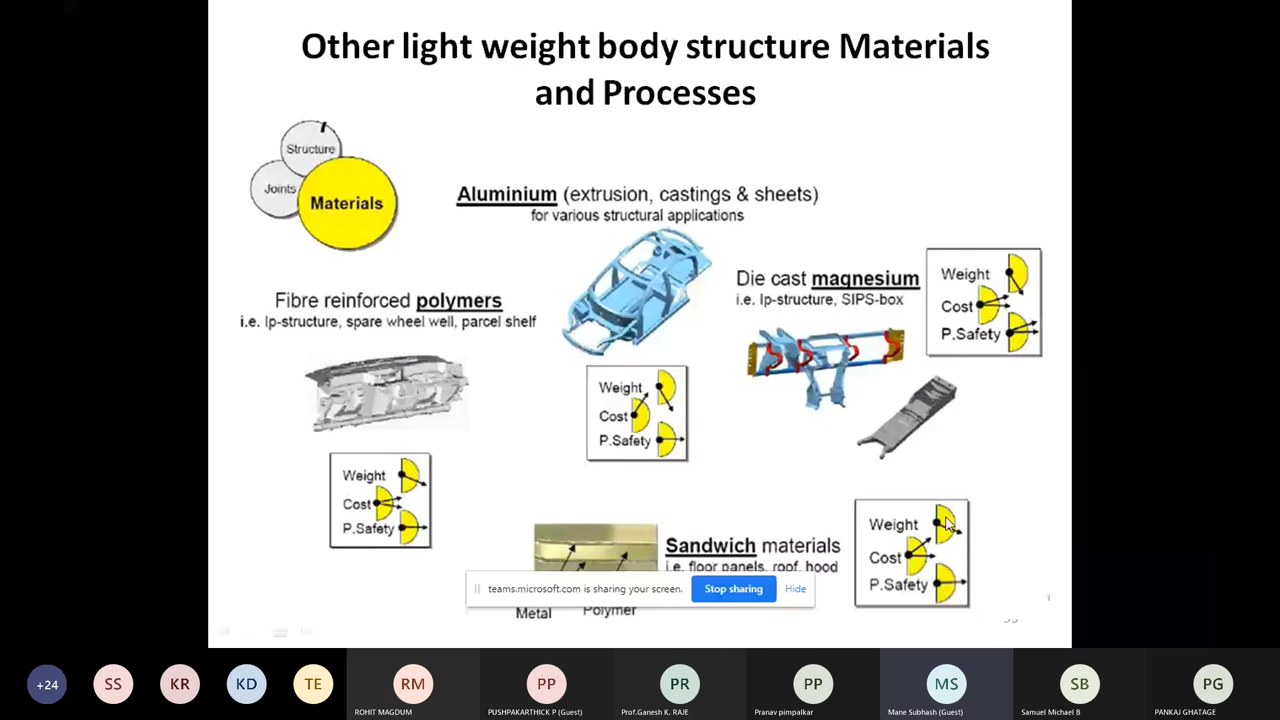 Other light weight body structure Materials
and Processes
Structure
Joints
Materials
Aluminium (extrusion, castings & sheets)
for various structural applications
Die cast magnesium
i.e. Ip-structure, SIPS-box
Weight
Cost
P.Safety
Fibre reinforced polymers
i.e. Ip-structure, spare wheel well, parcel shelf
Weight
Cost
P.Safety
Weight
Cost
P.Safety
Sandwich materials
i.e. floor panels, roof, hood
Metal
Polymer
Weight
Cost
P.Safety
teams.microsoft.com is sharing your screen.
Stop sharing
Hide
+24
SS
KR
KD
TE
RM
ROHIT MAGDUM
PP
PUSHPAKARTHICK P (Guest)
PR
Prof.Ganesh K. RAJE
PP
Pranav pimpalkar
MS
Mane Subhash (Guest)
SB
Samuel Michael B
PG
PANKAJ GHATAGE